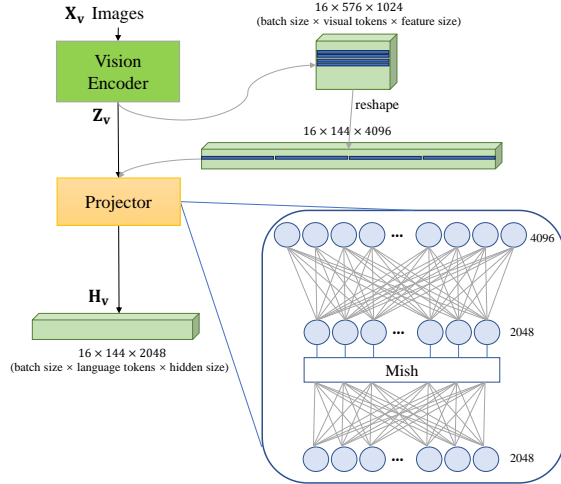 X_v Images
16 × 576 × 1024
(batch size × visual tokens × feature size)
Vision
Encoder
Z_v
reshape
16 × 144 × 4096
Projector
...
4096
H_v
...
2048
Mish
16 × 144 × 2048
(batch size × language tokens × hidden size)
...
2048